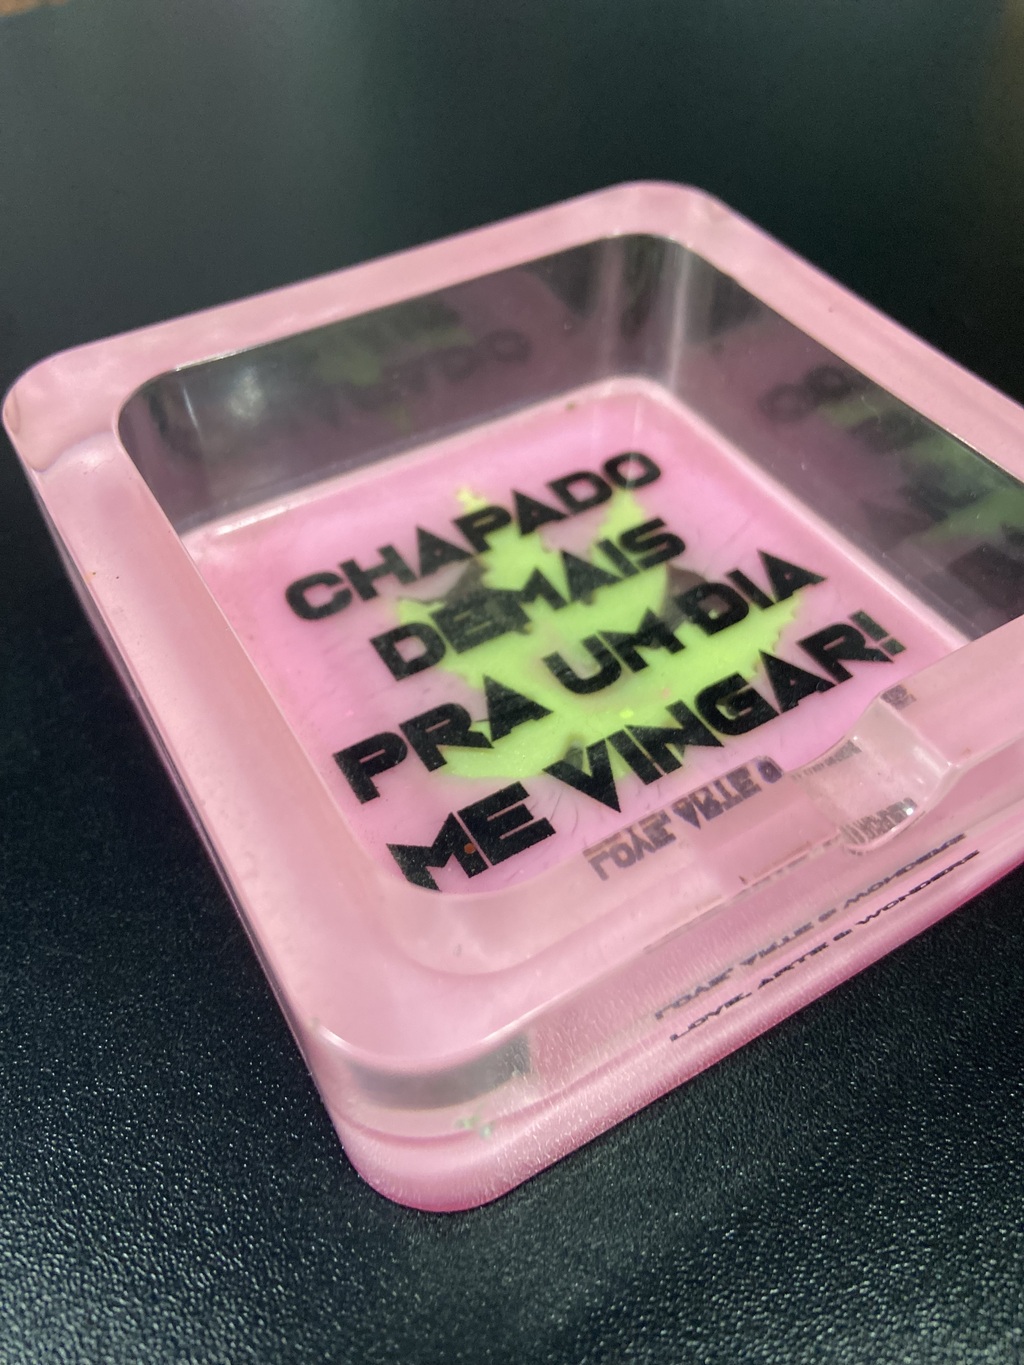 CHAPADO
DEMAIS
PRA UM DIA
ME VINGAR!
LOVE, ARTE & WONDERS